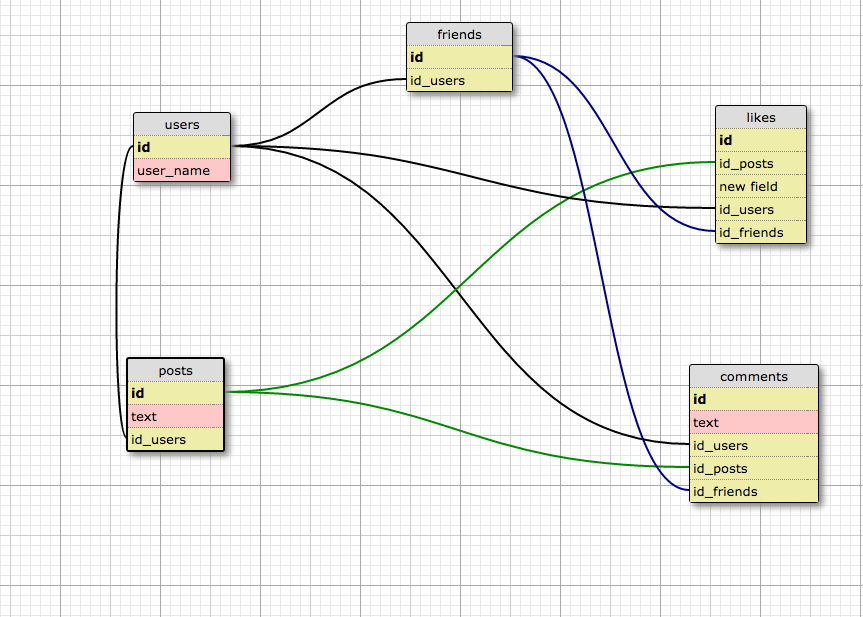 friends
id
id_users
users
id
user_name
likes
id
id_posts
new field
id_users
id_friends
posts
id
text
id_users
comments
id
text
id_users
id_posts
id_friends